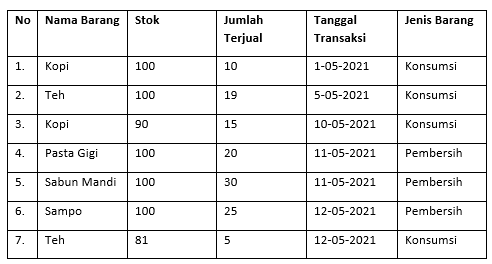 No Nama Barang Stok Jumlah Terjual Tanggal Transaksi Jenis Barang
1. Kopi 100 10 1-05-2021 Konsumsi
2. Teh 100 19 5-05-2021 Konsumsi
3. Kopi 90 15 10-05-2021 Konsumsi
4. Pasta Gigi 100 20 11-05-2021 Pembersih
5. Sabun Mandi 100 30 11-05-2021 Pembersih
6. Sampo 100 25 12-05-2021 Pembersih
7. Teh 81 5 12-05-2021 Konsumsi